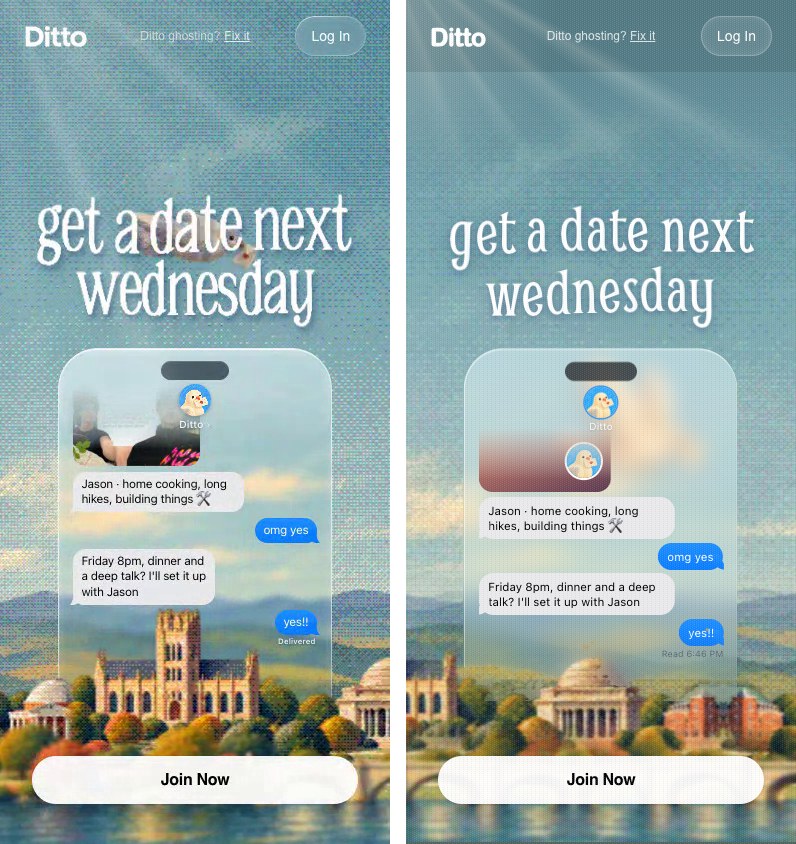 Ditto
Ditto ghosting? Fix it
Log In
get a date next
wednesday
Ditto
Jason · home cooking, long
hikes, building things 🛠
omg yes
Friday 8pm, dinner and
a deep talk? I'll set it up
with Jason
yes!!
Delivered
Join Now
Ditto
Ditto ghosting? Fix it
Log In
get a date next
wednesday
Ditto
Jason · home cooking, long
hikes, building things 🛠
omg yes
Friday 8pm, dinner and a deep
talk? I'll set it up with Jason
yes!!
Read 6:46 PM
Join Now